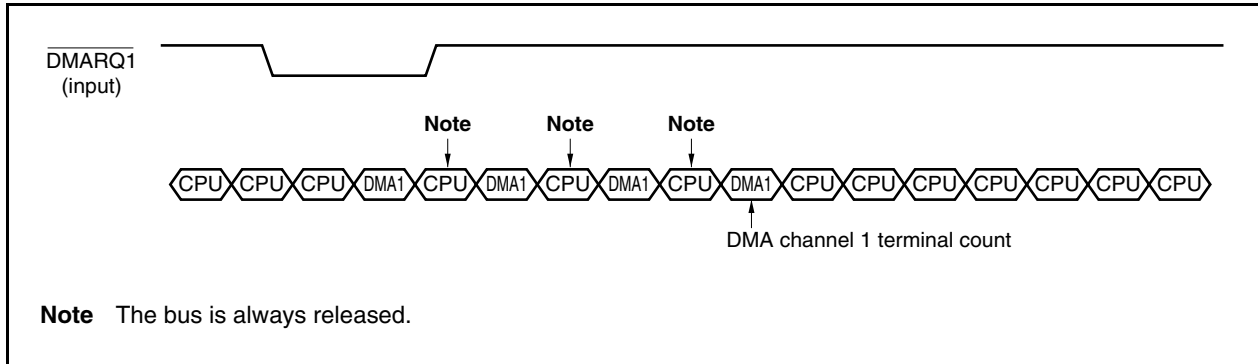 DMARQ1
(input)
Note Note Note
CPU CPU CPU DMA1 CPU DMA1 CPU DMA1 CPU DMA1 CPU CPU CPU CPU CPU CPU CPU
DMA channel 1 terminal count
Note The bus is always released.